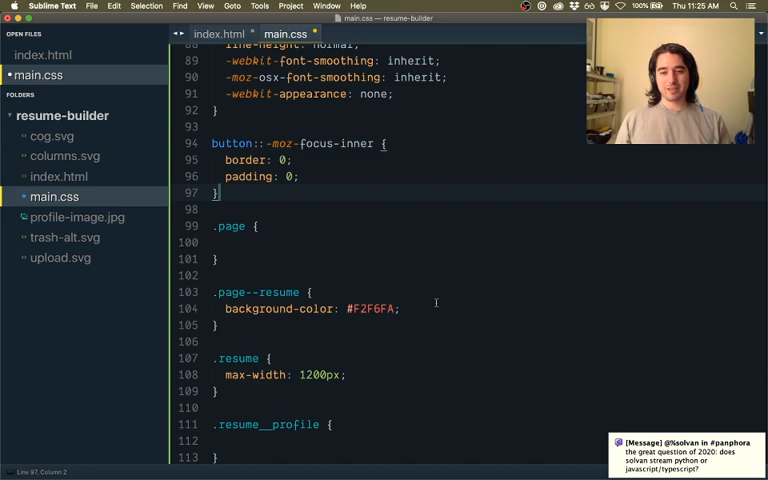 Sublime Text File Edit Selection Find View Goto Tools Project Window Help 100% Thu 11:25 AM
main.css — resume-builder
OPEN FILES
index.html
main.css
FOLDERS
resume-builder
cog.svg
columns.svg
index.html
main.css
profile-image.jpg
trash-alt.svg
upload.svg
index.html main.css
88 line-height: normal;
89 -webkit-font-smoothing: inherit;
90 -moz-osx-font-smoothing: inherit;
91 -webkit-appearance: none;
92 }
93
94 button::-moz-focus-inner {
95 border: 0;
96 padding: 0;
97 }
98
99 .page {
100
101 }
102
103 .page--resume {
104 background-color: #F2F6FA;
105 }
106
107 .resume {
108 max-width: 1200px;
109 }
110
111 .resume__profile {
112
113 }
[Message] @%solvan in #panphora
the great question of 2020: does
solvan stream python or
javascript/typescript?
Line 97, Column 2